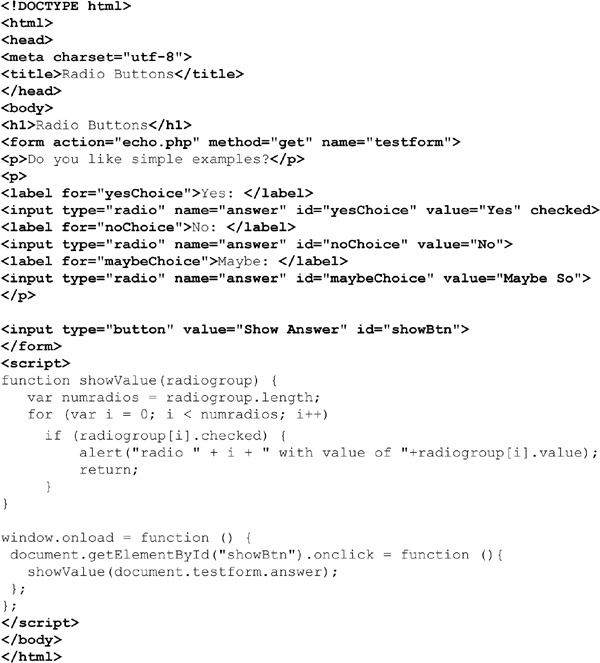 <!DOCTYPE html>
<html>
<head>
<meta charset="utf-8">
<title>Radio Buttons</title>
</head>
<body>
<h1>Radio Buttons</h1>
<form action="echo.php" method="get" name="testform">
<p>Do you like simple examples?</p>
<p>
<label for="yesChoice">Yes: </label>
<input type="radio" name="answer" id="yesChoice" value="Yes" checked>
<label for="noChoice">No: </label>
<input type="radio" name="answer" id="noChoice" value="No">
<label for="maybeChoice">Maybe: </label>
<input type="radio" name="answer" id="maybeChoice" value="Maybe So">
</p>

<input type="button" value="Show Answer" id="showBtn">
</form>
<script>
function showValue(radiogroup) {
   var numradios = radiogroup.length;
   for (var i = 0; i < numradios; i++)
     if (radiogroup[i].checked) {
         alert("radio " + i + " with value of "+radiogroup[i].value);
         return;
     }
}

window.onload = function () {
 document.getElementById("showBtn").onclick = function (){
   showValue(document.testform.answer);
 };
};
</script>
</body>
</html>